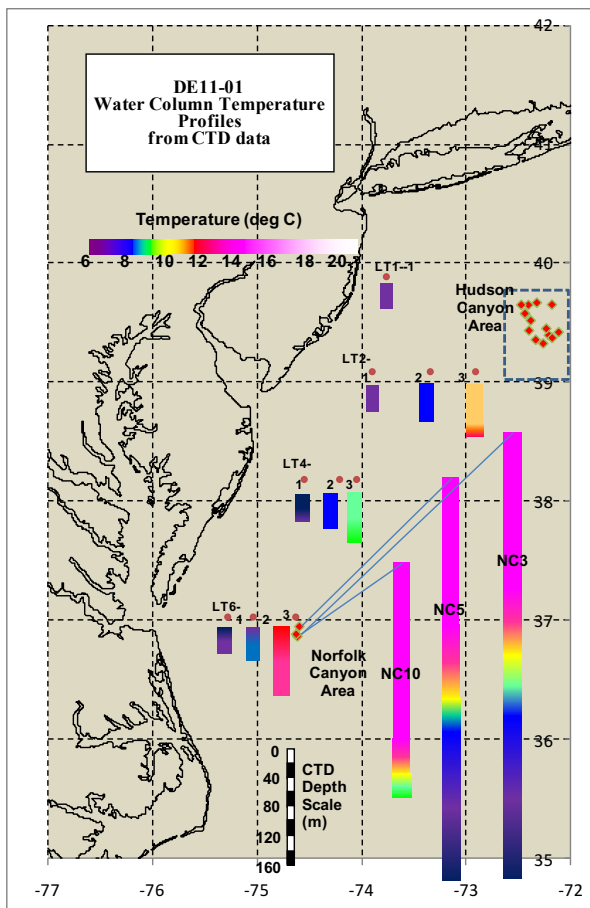 DE11-01
Water Column Temperature
Profiles
from CTD data
42
41
Temperature (deg C)
6 8 10 12 14 16 18 20
40
LT1--1
Hudson
Canyon
Area
LT2-
1 2 3
39
LT4-
1 2 3
38
NC3
NC5
LT6-
1 2 3
37
Norfolk
Canyon
Area
NC10
36
0
40
80
120
160
CTD
Depth
Scale
(m)
35
-77 -76 -75 -74 -73 -72